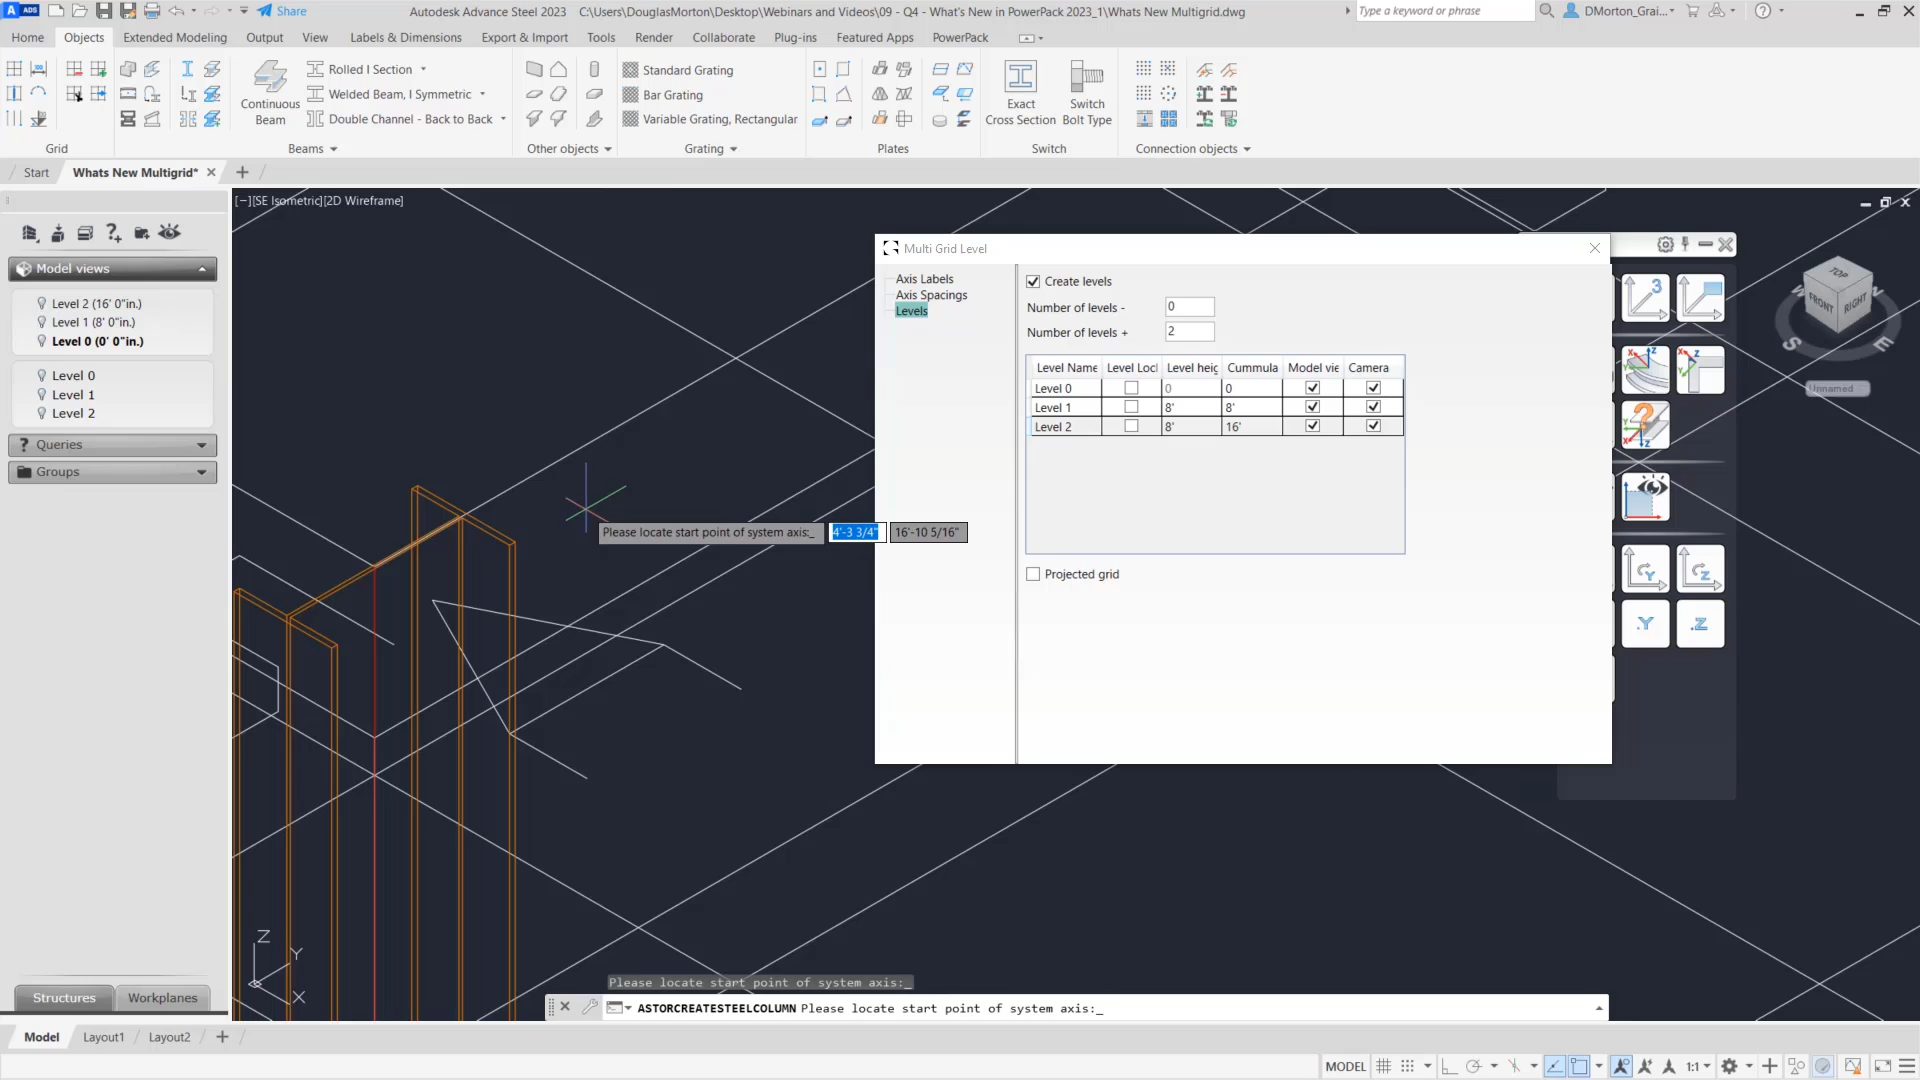 A ADS Share Autodesk Advance Steel 2023 C:\Users\DouglasMorton\Desktop\Webinars and Videos\09 - Q4 - What's New in PowerPack 2023_1\Whats New Multigrid.dwg Type a keyword or phrase DMorton_Grai...
Home Objects Extended Modeling Output View Labels & Dimensions Export & Import Tools Render Collaborate Plug-ins Featured Apps PowerPack
Rolled I Section Standard Grating
Welded Beam, I Symmetric Bar Grating
Continuous Beam Double Channel - Back to Back Variable Grating, Rectangular
Exact Cross Section
Switch Bolt Type
Grid Beams Other objects Grating Plates Switch Connection objects
Start Whats New Multigrid*
[−][SE Isometric][2D Wireframe]
Model views
Level 2 (16' 0"in.)
Level 1 (8' 0"in.)
Level 0 (0' 0"in.)
Level 0
Level 1
Level 2
Queries
Groups
Multi Grid Level
Axis Labels
Axis Spacings
Levels
Create levels
Number of levels - 0
Number of levels + 2
Level Name Level Locl Level heig Cummula Model vie Camera
Level 0 0 0
Level 1 8' 8'
Level 2 8' 16'
Projected grid
TOP
FRONT RIGHT
S E
Unnamed
Please locate start point of system axis:_ 4'-3 3/4" 16'-10 5/16"
Z
Y
X
Please locate start point of system axis:_
ASTORCREATESTEELCOLUMN Please locate start point of system axis:_
Structures Workplanes
Model Layout1 Layout2
MODEL 1:1